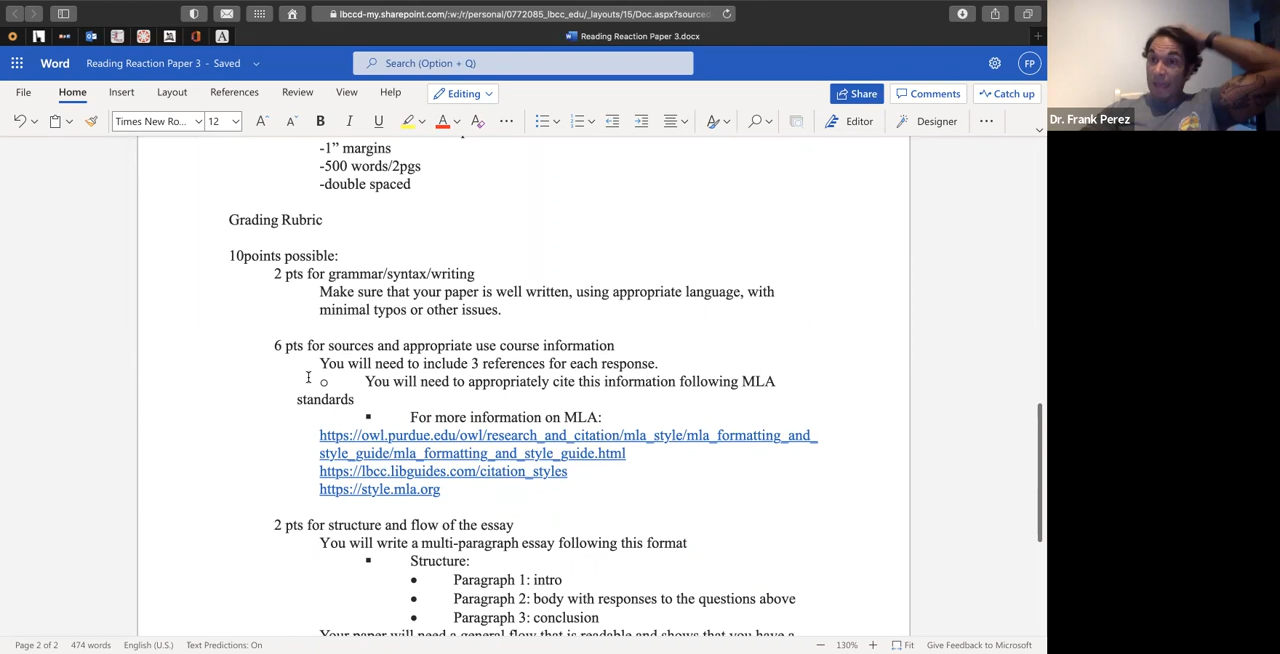 lbccd-my.sharepoint.com/:w:/r/personal/0772085_lbcc_edu/_layouts/15/Doc.aspx?sourced
Reading Reaction Paper 3.docx
Word
Reading Reaction Paper 3 - Saved
Search (Option + Q)
FP
File
Home
Insert
Layout
References
Review
View
Help
Editing
Share
Comments
Catch up
Times New Ro...
12
Editor
Designer
Dr. Frank Perez
-1” margins
-500 words/2pgs
-double spaced
Grading Rubric
10points possible:
2 pts for grammar/syntax/writing
Make sure that your paper is well written, using appropriate language, with
minimal typos or other issues.
6 pts for sources and appropriate use course information
You will need to include 3 references for each response.
You will need to appropriately cite this information following MLA
standards
For more information on MLA:
https://owl.purdue.edu/owl/research_and_citation/mla_style/mla_formatting_and_
style_guide/mla_formatting_and_style_guide.html
https://lbcc.libguides.com/citation_styles
https://style.mla.org
2 pts for structure and flow of the essay
You will write a multi-paragraph essay following this format
Structure:
Paragraph 1: intro
Paragraph 2: body with responses to the questions above
Paragraph 3: conclusion
Your paper will need a general flow that is readable and shows that you have a
Page 2 of 2
474 words
English (U.S.)
Text Predictions: On
130%
Fit
Give Feedback to Microsoft